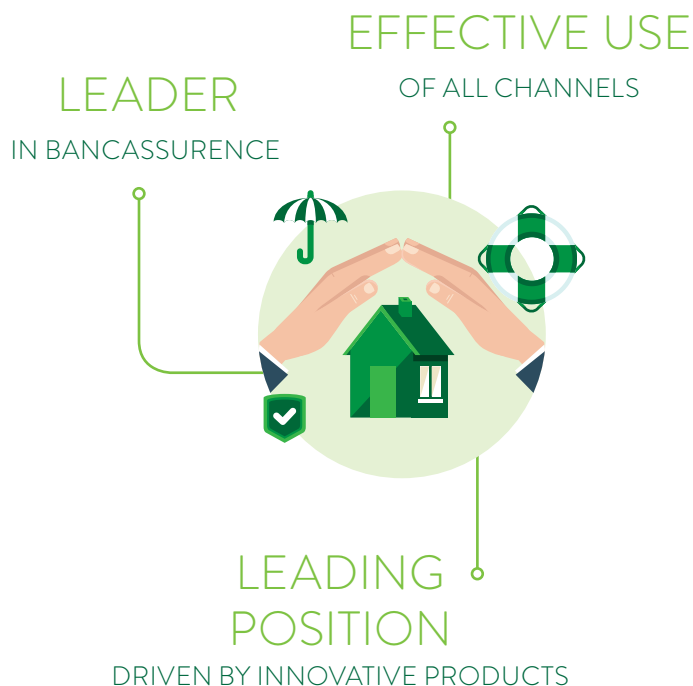 EFFECTIVE USE
OF ALL CHANNELS
LEADER
IN BANCASSURENCE
LEADING
POSITION
DRIVEN BY INNOVATIVE PRODUCTS